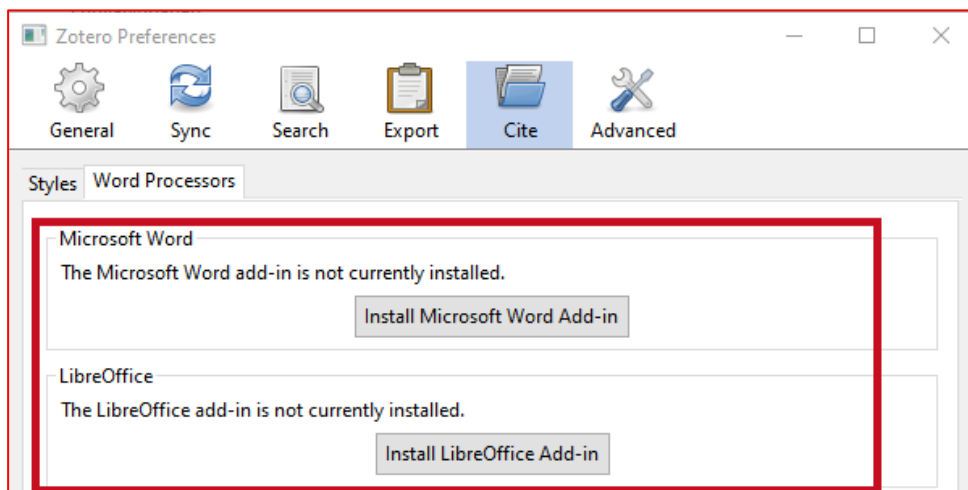 Zotero Preferences
General Sync Search Export Cite Advanced
Styles Word Processors
Microsoft Word
The Microsoft Word add-in is not currently installed.
Install Microsoft Word Add-in
LibreOffice
The LibreOffice add-in is not currently installed.
Install LibreOffice Add-in